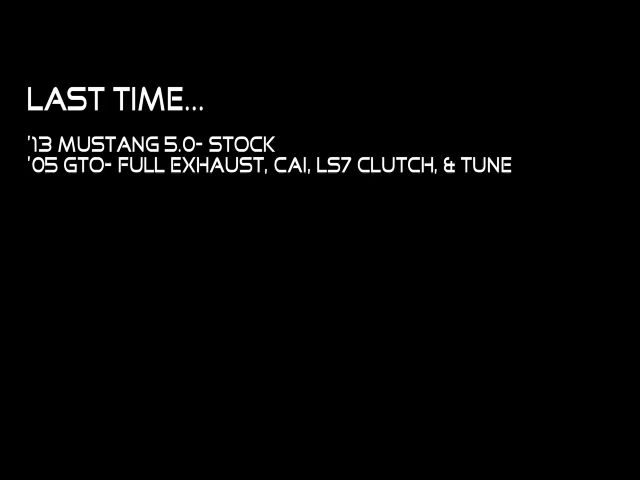 LAST TIME...
'13 MUSTANG 5.0- STOCK
'05 GTO- FULL EXHAUST, CAI, LS7 CLUTCH, & TUNE